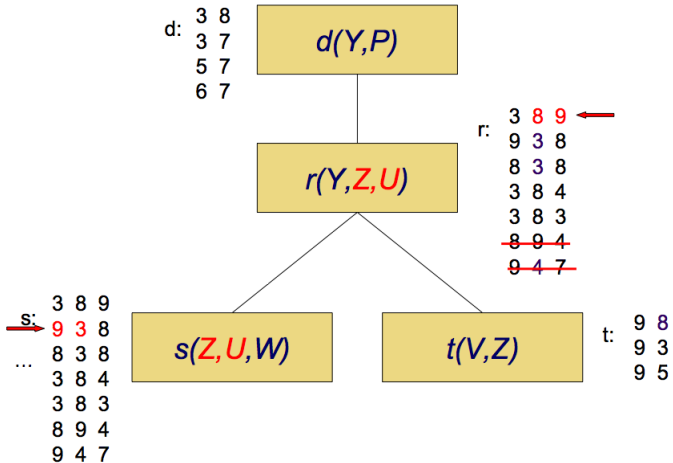 d:
3 8
3 7
5 7
6 7
d(Y,P)
r:
3 8 9
9 3 8
8 3 8
3 8 4
3 8 3
8 9 4
9 4 7
r(Y,Z,U)
s:
3 8 9
9 3 8
8 3 8
3 8 4
3 8 3
8 9 4
9 4 7
...
s(Z,U,W)
t(V,Z)
t:
9 8
9 3
9 5